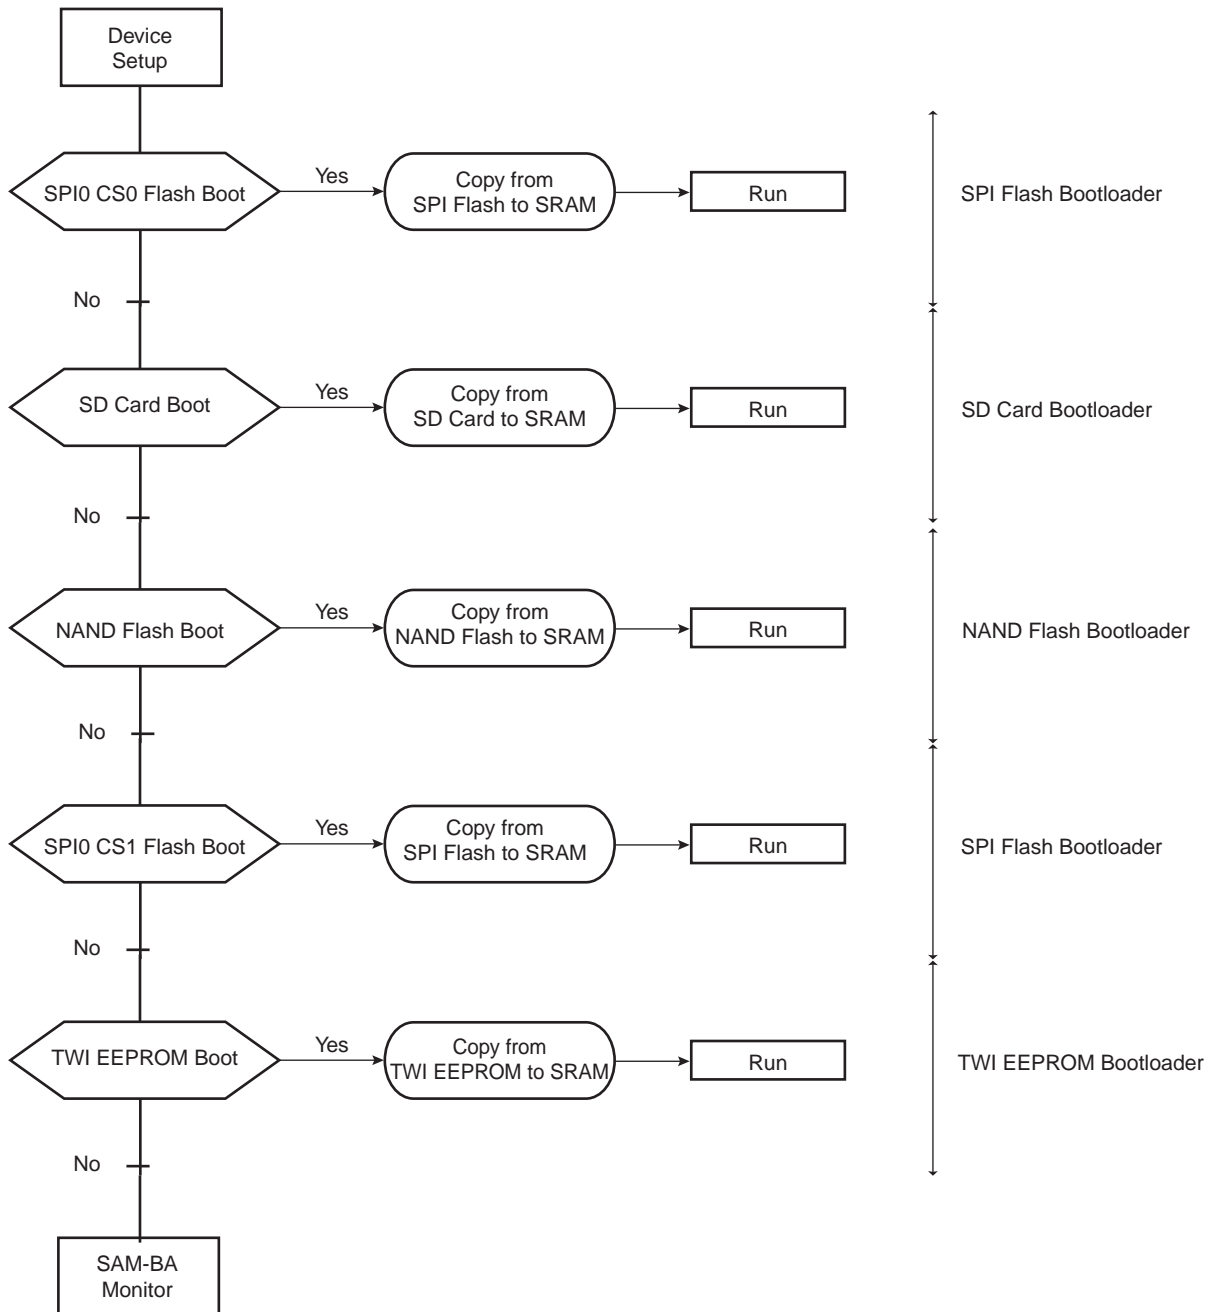 Device
Setup
SPI0 CS0 Flash Boot
Yes
Copy from
SPI Flash to SRAM
Run
SPI Flash Bootloader
No
SD Card Boot
Yes
Copy from
SD Card to SRAM
Run
SD Card Bootloader
No
NAND Flash Boot
Yes
Copy from
NAND Flash to SRAM
Run
NAND Flash Bootloader
No
SPI0 CS1 Flash Boot
Yes
Copy from
SPI Flash to SRAM
Run
SPI Flash Bootloader
No
TWI EEPROM Boot
Yes
Copy from
TWI EEPROM to SRAM
Run
TWI EEPROM Bootloader
No
SAM-BA
Monitor